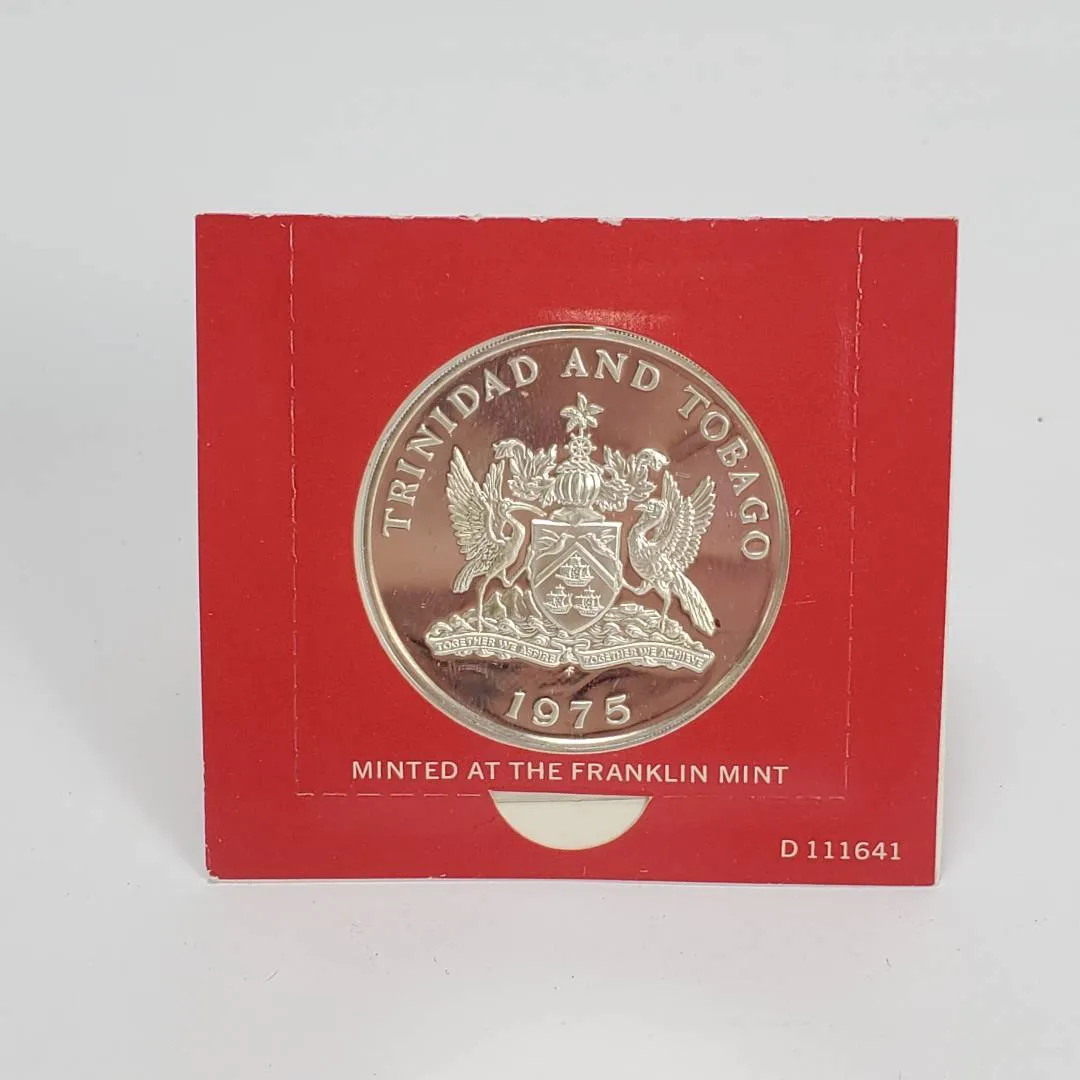 TRINIDAD AND TOBAGO
TOGETHER WE ASPIRE TOGETHER WE ACHIEVE
1975
MINTED AT THE FRANKLIN MINT
D 111641